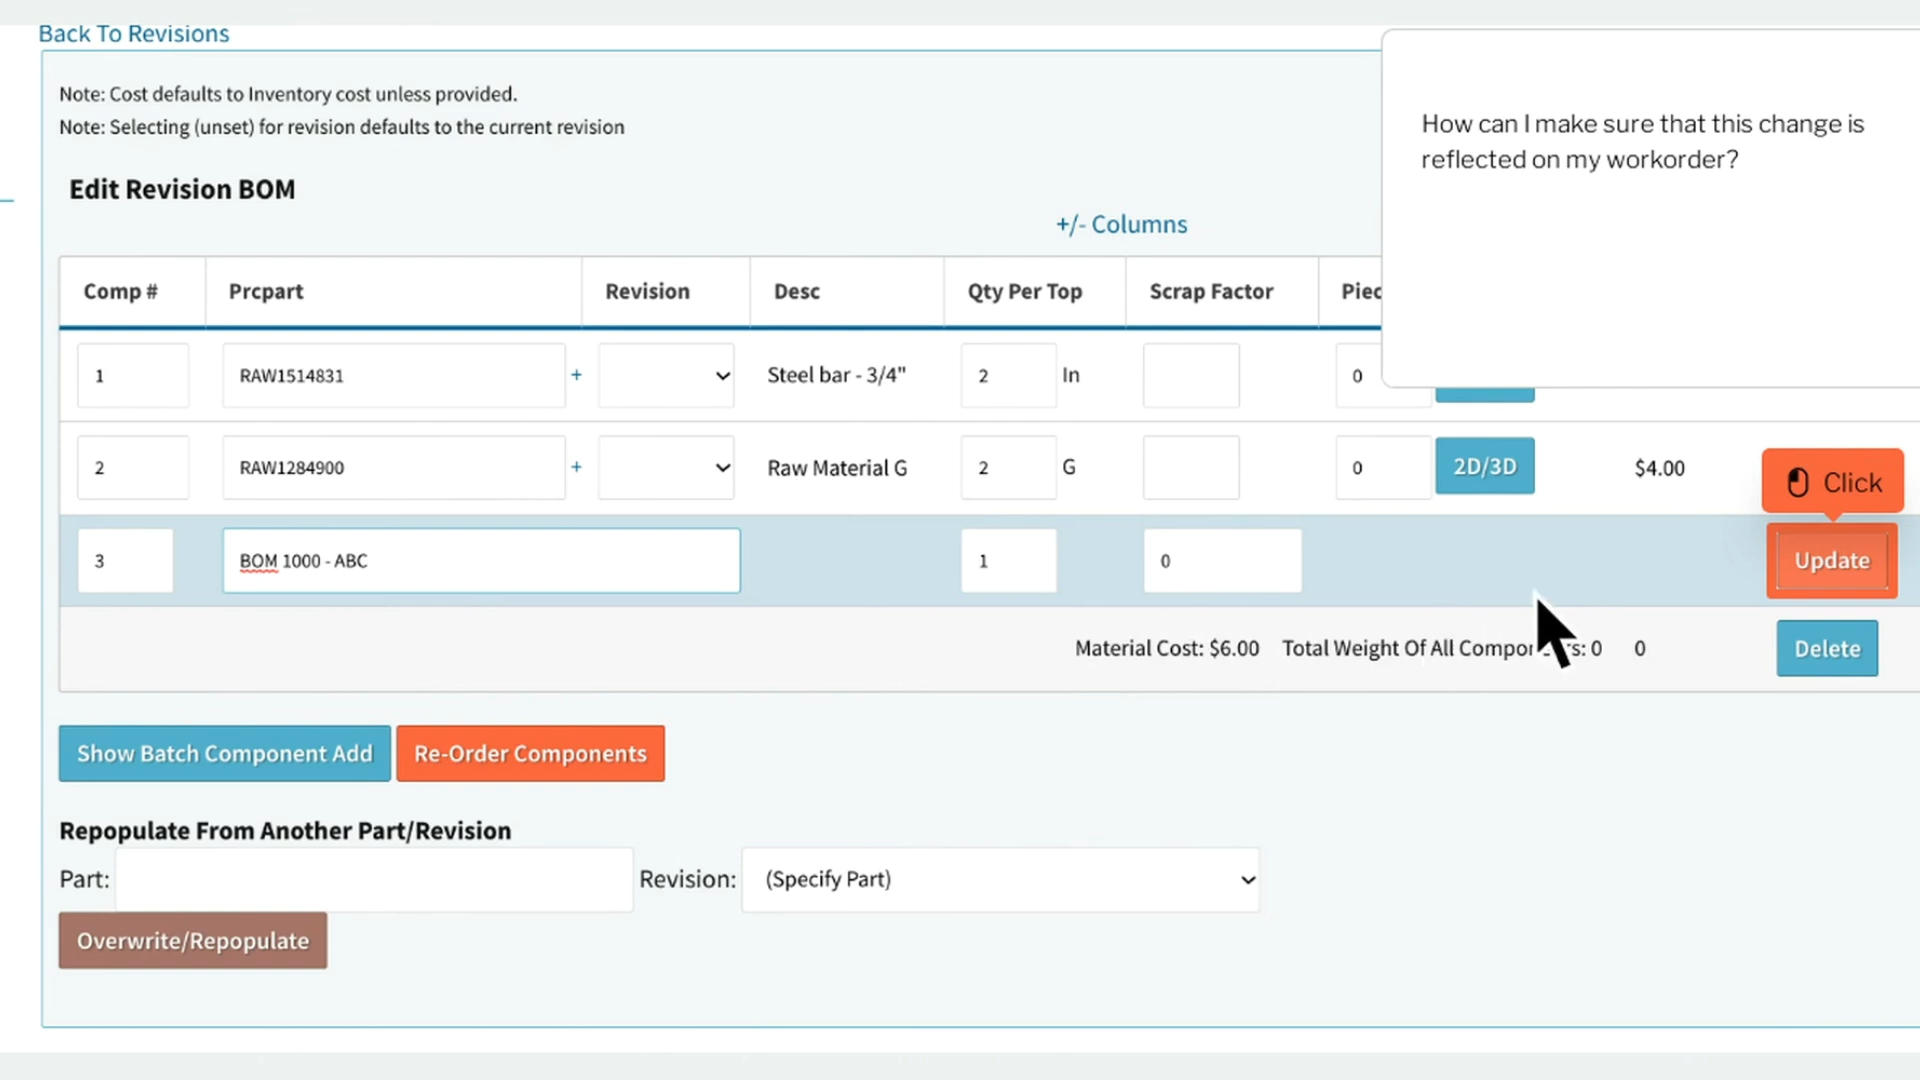 Back To Revisions
Note: Cost defaults to Inventory cost unless provided.
Note: Selecting (unset) for revision defaults to the current revision
How can I make sure that this change is
reflected on my workorder?
Edit Revision BOM
+/- Columns
Comp # Prcpart Revision Desc Qty Per Top Scrap Factor
1 RAW1514831 + Steel bar - 3/4" 2 In 0
2 RAW1284900 + Raw Material G 2 G 0 2D/3D $4.00
Click
3 BOM 1000 - ABC 1 0 Update
Material Cost: $6.00 Total Weight Of All 0 0 Delete
Show Batch Component Add Re-Order Components
Repopulate From Another Part/Revision
Part: Revision: (Specify Part)
Overwrite/Repopulate